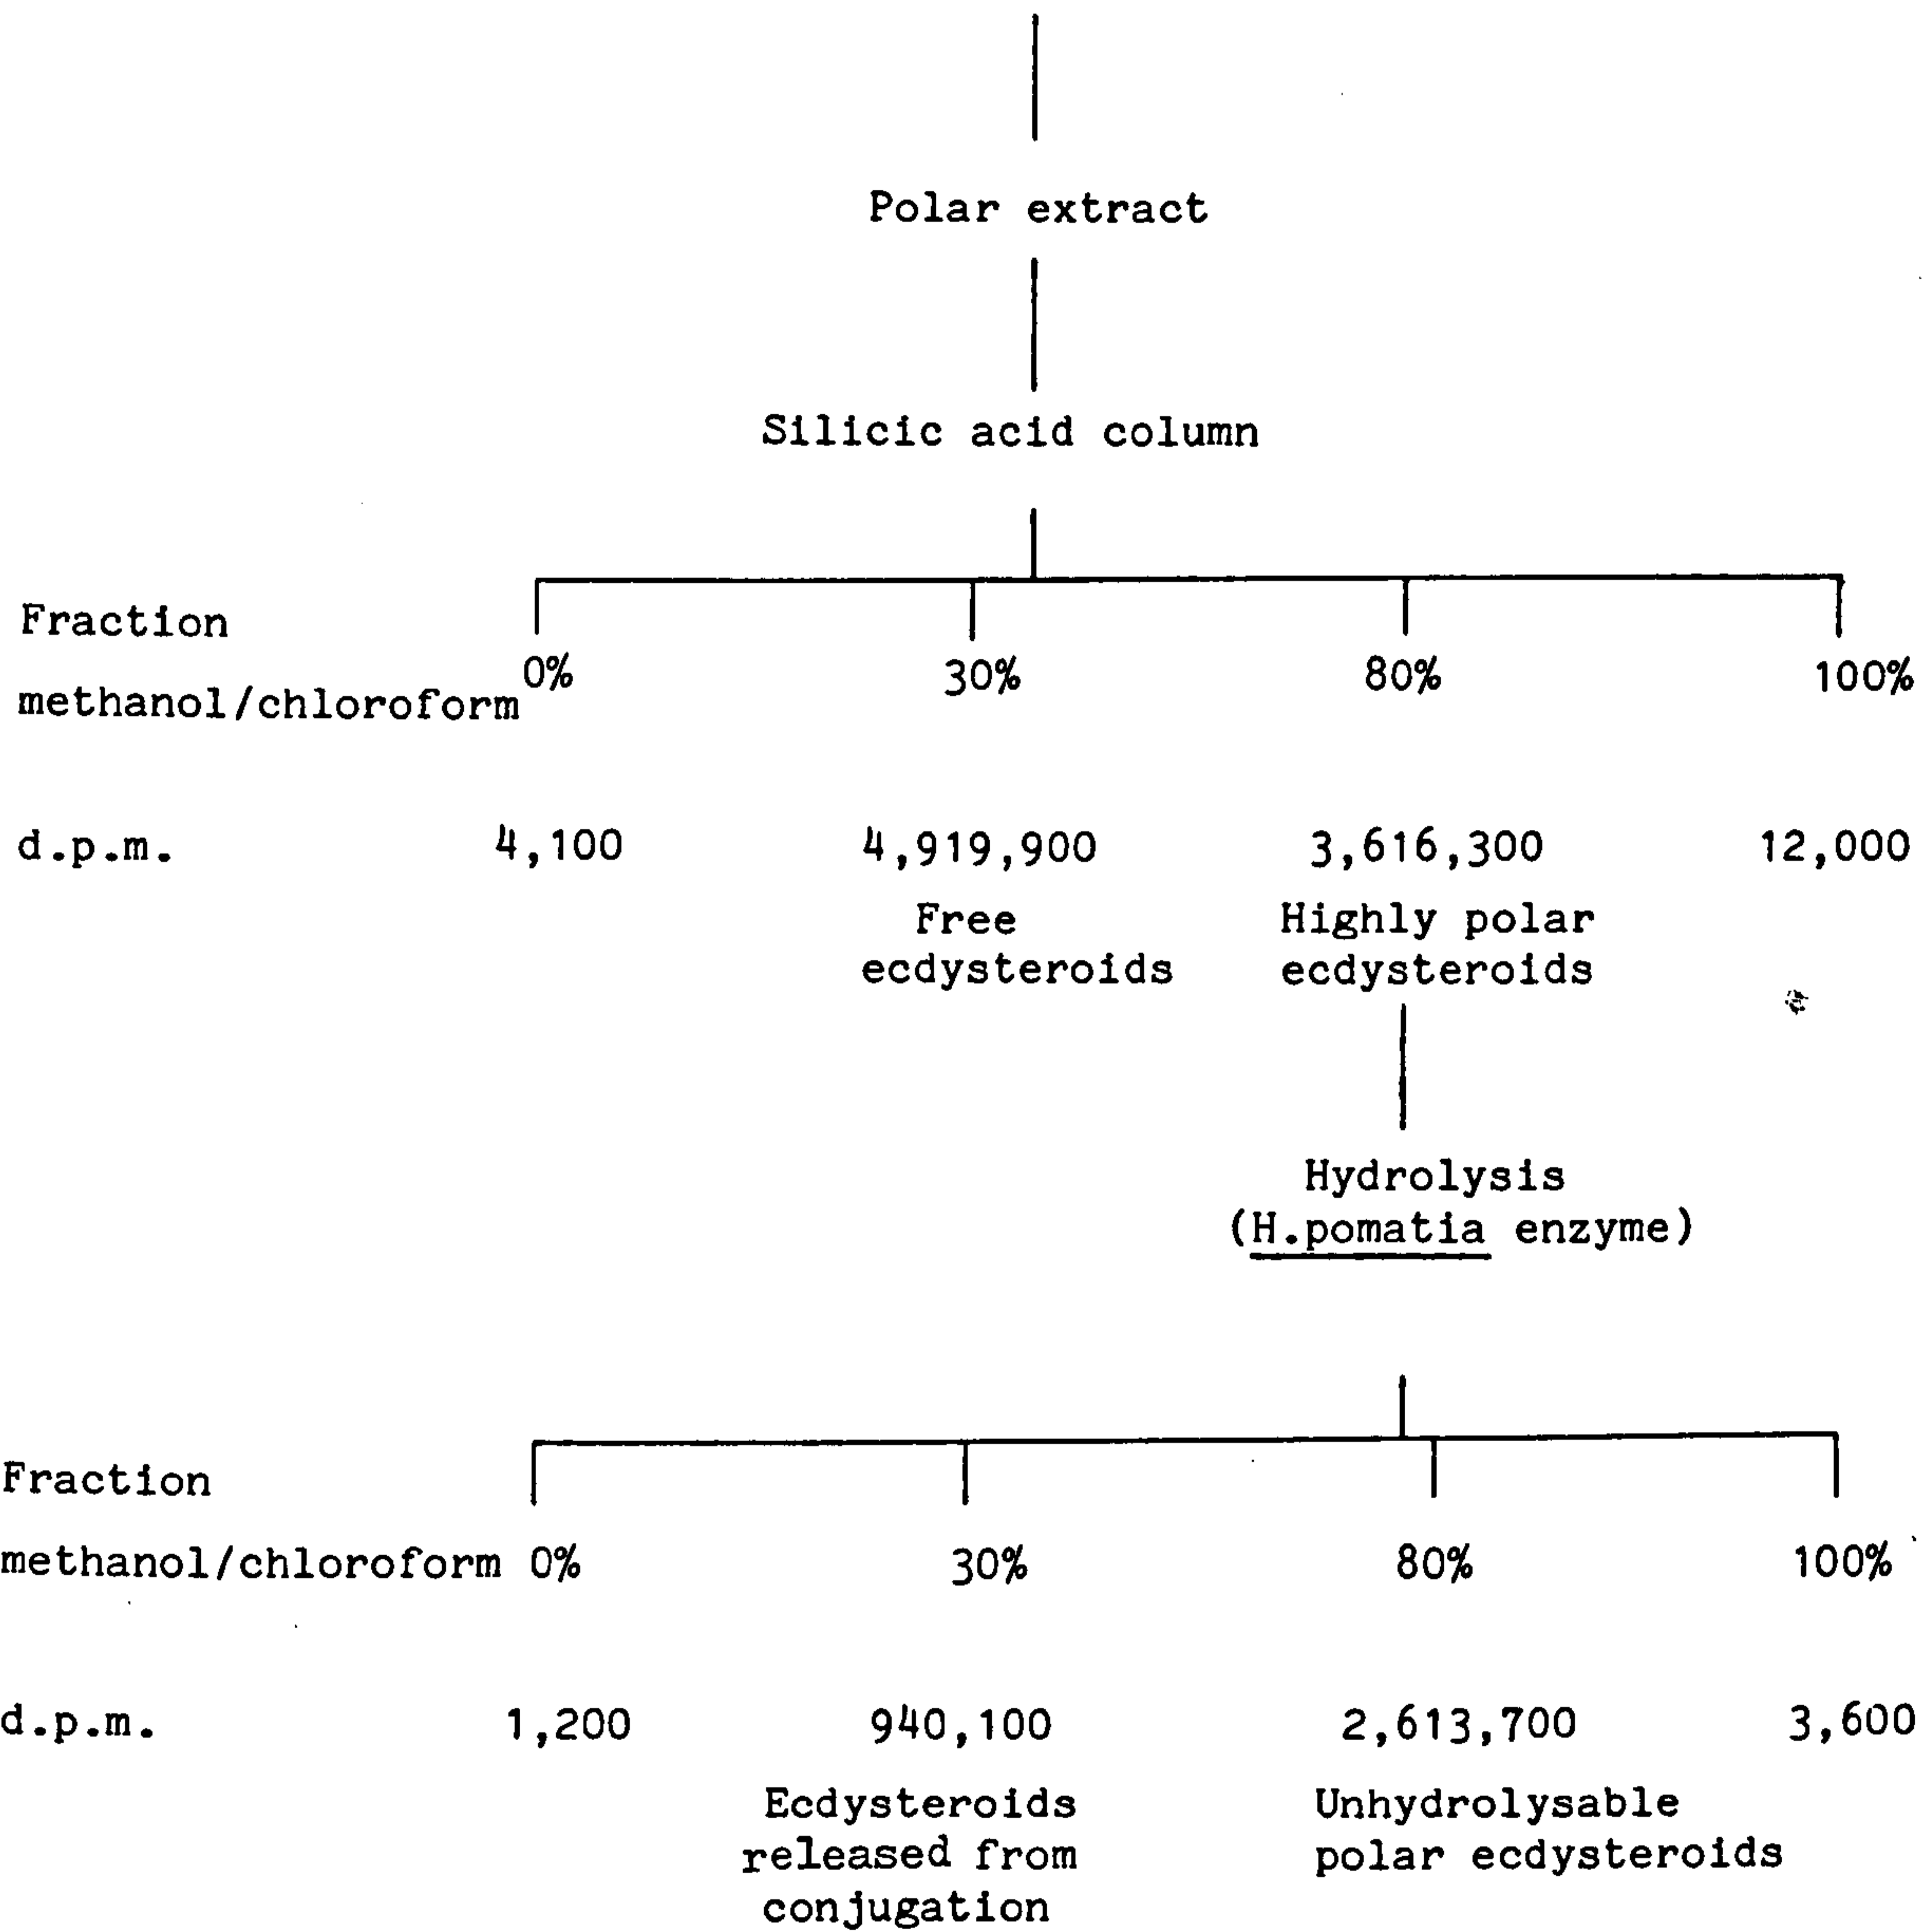 Polar extract
Silicic acid column
Fraction
methanol/chloroform 0% 30% 80% 100%
d.p.m. 4,100 4,919,900 3,616,300 12,000
Free Highly polar
ecdysteroids ecdysteroids
Hydrolysis
(H.pomatia enzyme)
Fraction
methanol/chloroform 0% 30% 80% 100%
d.p.m. 1,200 940,100 2,613,700 3,600
Ecdysteroids Unhydrolysable
released from polar ecdysteroids
conjugation